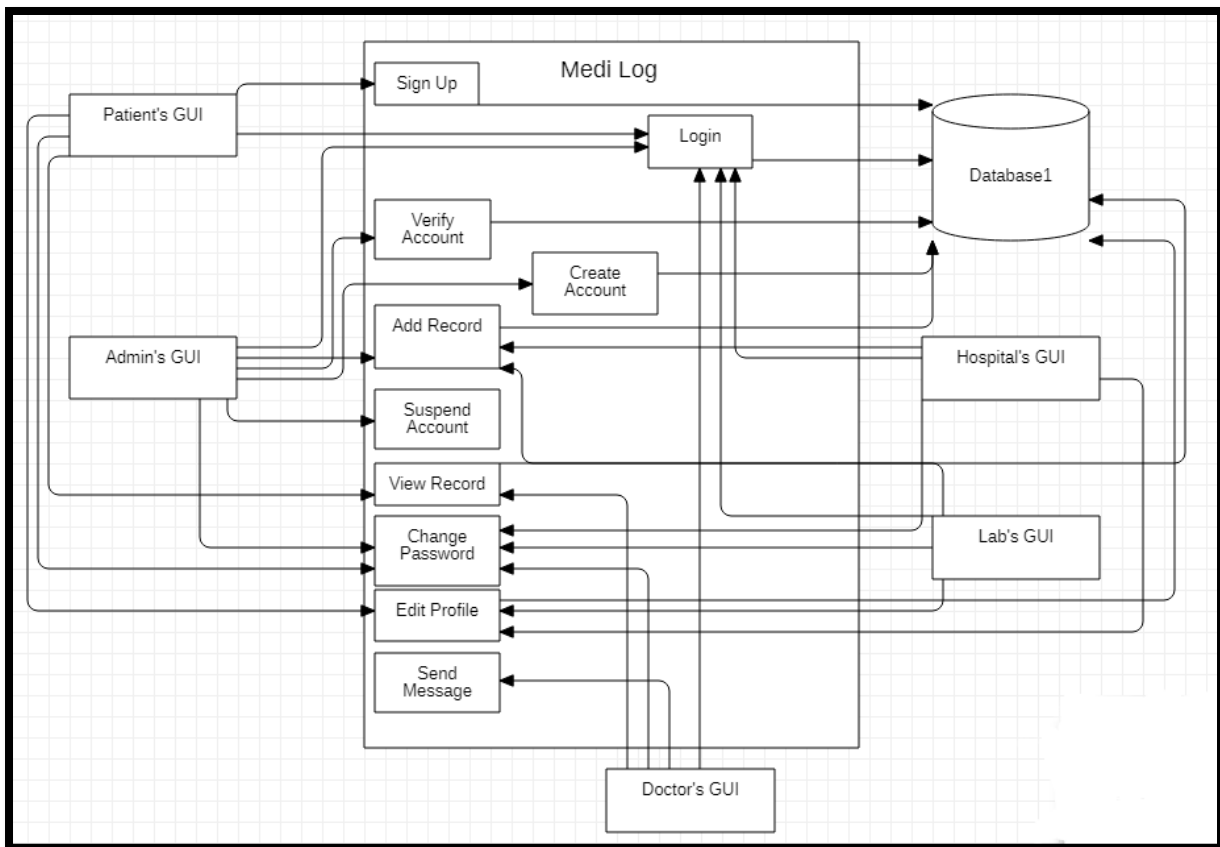 Medi Log
Sign Up
Patient's GUI
Login
Database1
Verify
Account
Create
Account
Add Record
Admin's GUI
Hospital's GUI
Suspend
Account
View Record
Change
Password
Lab's GUI
Edit Profile
Send
Message
Doctor's GUI